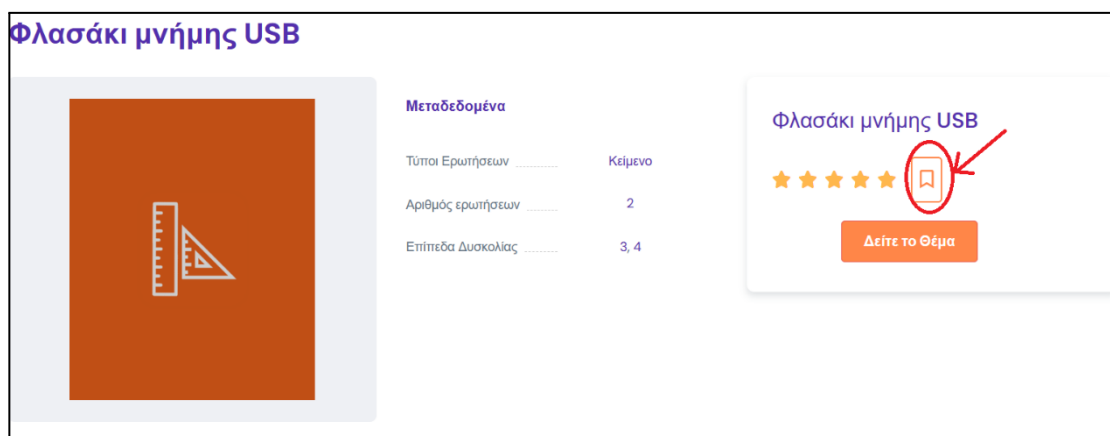 Φλασάκι μνήμης USB
Μεταδεδομένα
Τύποι Ερωτήσεων Κείμενο
Αριθμός ερωτήσεων 2
Επίπεδα Δυσκολίας 3, 4
Φλασάκι μνήμης USB
Δείτε το Θέμα